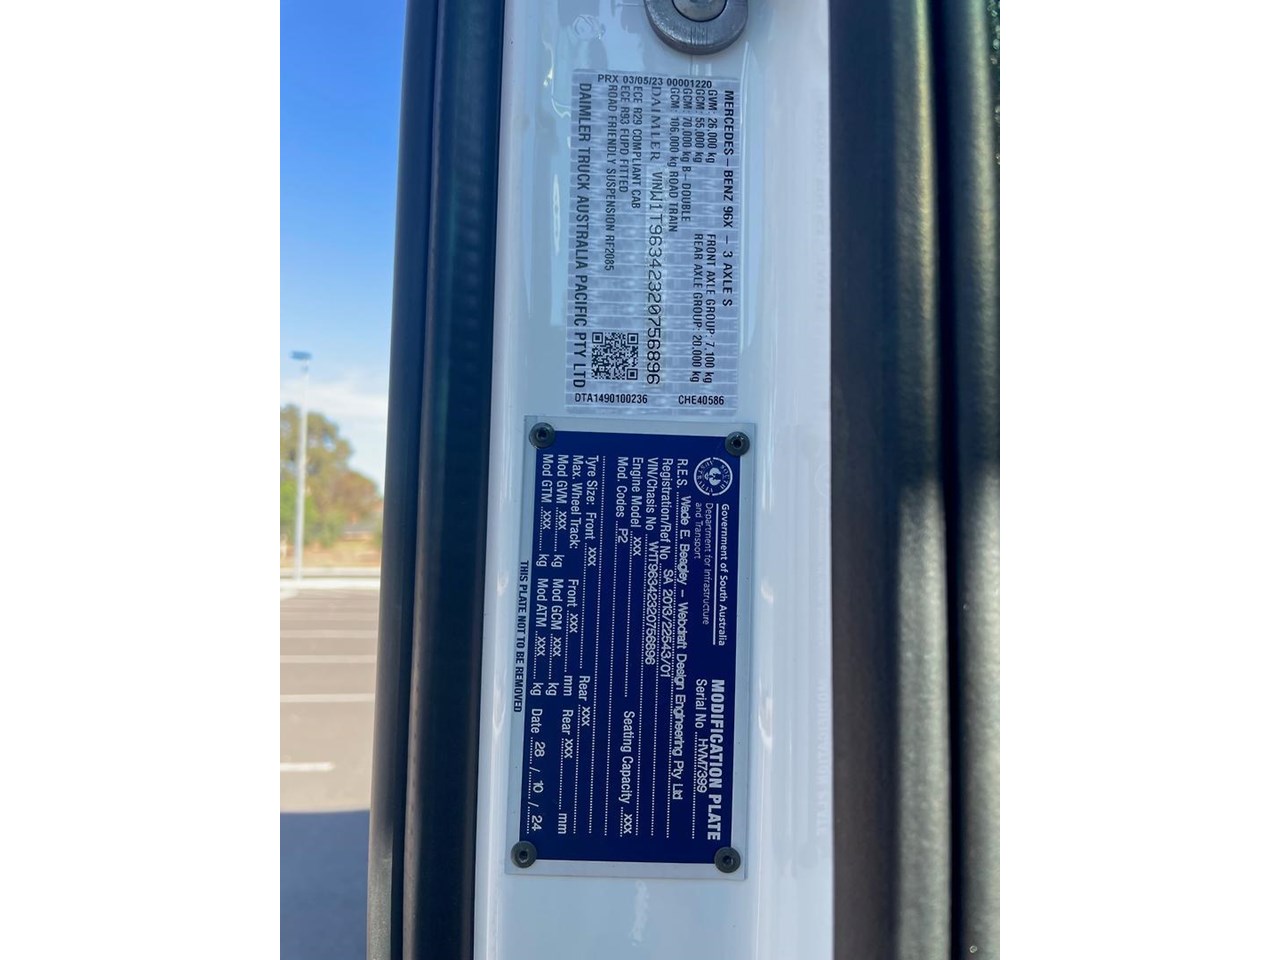 PRX 03/05/23 00001220
MERCEDES-BENZ 96X - 3 AXLE S
GVM: 26,000 kg FRONT AXLE GROUP: 7,100 kg
GCM: 55,000 kg REAR AXLE GROUP: 20,000 kg
GCM: 70,000 kg B-DOUBLE
GCM: 106,000 kg ROAD TRAIN
DAIMLER VIN W1T96342320756896
ECE R29 COMPLIANT CAB
ECE R93 FUPD FITTED
ROAD FRIENDLY SUSPENSION RF2085
DAIMLER TRUCK AUSTRALIA PACIFIC PTY LTD
DTA1490100236 CHE40586
Government of South Australia
Department for Infrastructure
and Transport
MODIFICATION PLATE
Serial No HVM7399
R.E.S. Wade E. Beagley - Webdraft Design Engineering Pty Ltd
Registration/Ref No SA 2013/22543/01
VIN/Chasis No W1T96342320756896
Engine Model xxx Seating Capacity xxx
Mod. Codes P2
Tyre Size: Front xxx Rear xxx
Max. Wheel Track: Front xxx mm Rear xxx mm
Mod GVM xxx kg Mod GCM xxx kg
Mod GTM xxx kg Mod ATM xxx kg Date 28 / 10 / 24
THIS PLATE NOT TO BE REMOVED